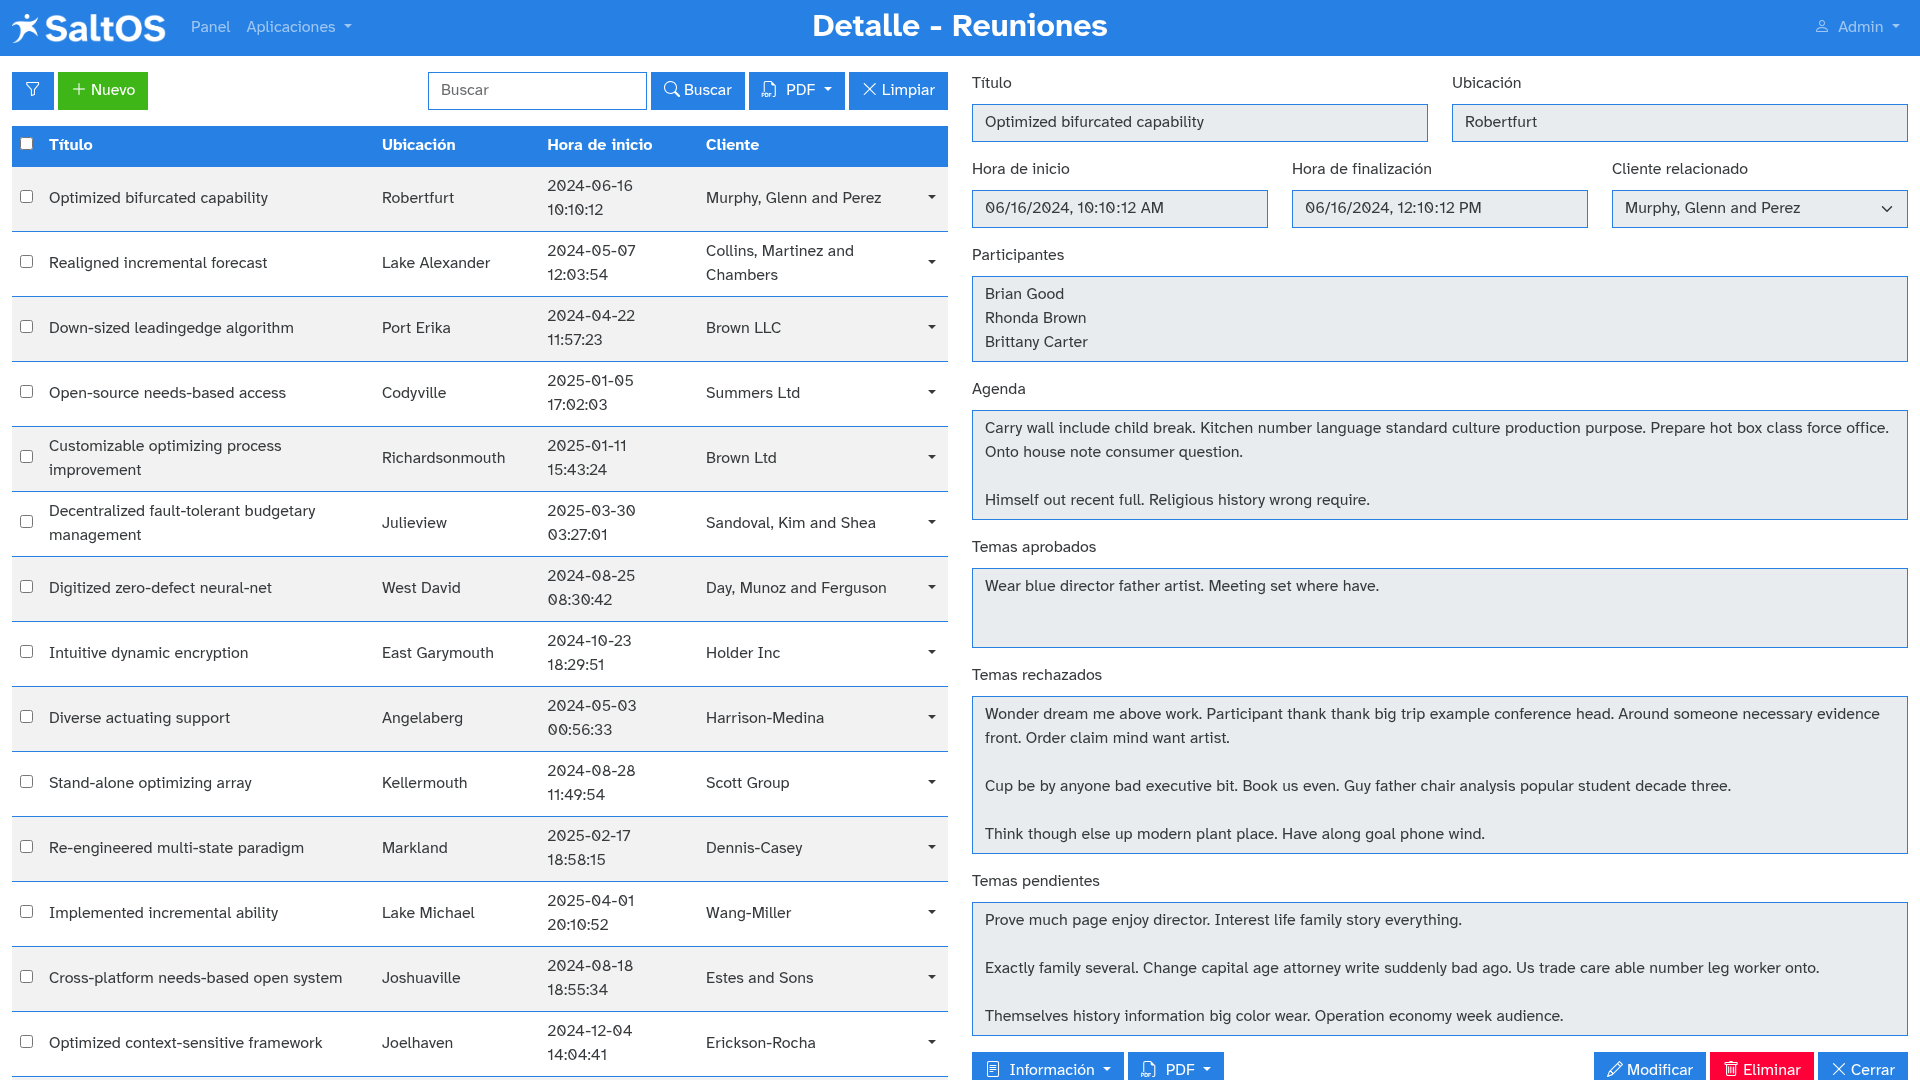 SaltOS Panel Aplicaciones Detalle - Reuniones Admin
Nuevo Buscar Buscar PDF Limpiar
Título Ubicación Hora de inicio Cliente
Optimized bifurcated capability Robertfurt 2024-06-16 10:10:12 Murphy, Glenn and Perez
Realigned incremental forecast Lake Alexander 2024-05-07 12:03:54 Collins, Martinez and Chambers
Down-sized leadingedge algorithm Port Erika 2024-04-22 11:57:23 Brown LLC
Open-source needs-based access Codyville 2025-01-05 17:02:03 Summers Ltd
Customizable optimizing process improvement Richardsonmouth 2025-01-11 15:43:24 Brown Ltd
Decentralized fault-tolerant budgetary management Julieview 2025-03-30 03:27:01 Sandoval, Kim and Shea
Digitized zero-defect neural-net West David 2024-08-25 08:30:42 Day, Munoz and Ferguson
Intuitive dynamic encryption East Garymouth 2024-10-23 18:29:51 Holder Inc
Diverse actuating support Angelaberg 2024-05-03 00:56:33 Harrison-Medina
Stand-alone optimizing array Kellermouth 2024-08-28 11:49:54 Scott Group
Re-engineered multi-state paradigm Markland 2025-02-17 18:58:15 Dennis-Casey
Implemented incremental ability Lake Michael 2025-04-01 20:10:52 Wang-Miller
Cross-platform needs-based open system Joshuaville 2024-08-18 18:55:34 Estes and Sons
Optimized context-sensitive framework Joelhaven 2024-12-04 14:04:41 Erickson-Rocha
Título Ubicación
Optimized bifurcated capability Robertfurt
Hora de inicio Hora de finalización Cliente relacionado
06/16/2024, 10:10:12 AM 06/16/2024, 12:10:12 PM Murphy, Glenn and Perez
Participantes
Brian Good
Rhonda Brown
Brittany Carter
Agenda
Carry wall include child break. Kitchen number language standard culture production purpose. Prepare hot box class force office.
Onto house note consumer question.
Himself out recent full. Religious history wrong require.
Temas aprobados
Wear blue director father artist. Meeting set where have.
Temas rechazados
Wonder dream me above work. Participant thank thank big trip example conference head. Around someone necessary evidence
front. Order claim mind want artist.
Cup be by anyone bad executive bit. Book us even. Guy father chair analysis popular student decade three.
Think though else up modern plant place. Have along goal phone wind.
Temas pendientes
Prove much page enjoy director. Interest life family story everything.
Exactly family several. Change capital age attorney write suddenly bad ago. Us trade care able number leg worker onto.
Themselves history information big color wear. Operation economy week audience.
Información PDF Modificar Eliminar Cerrar